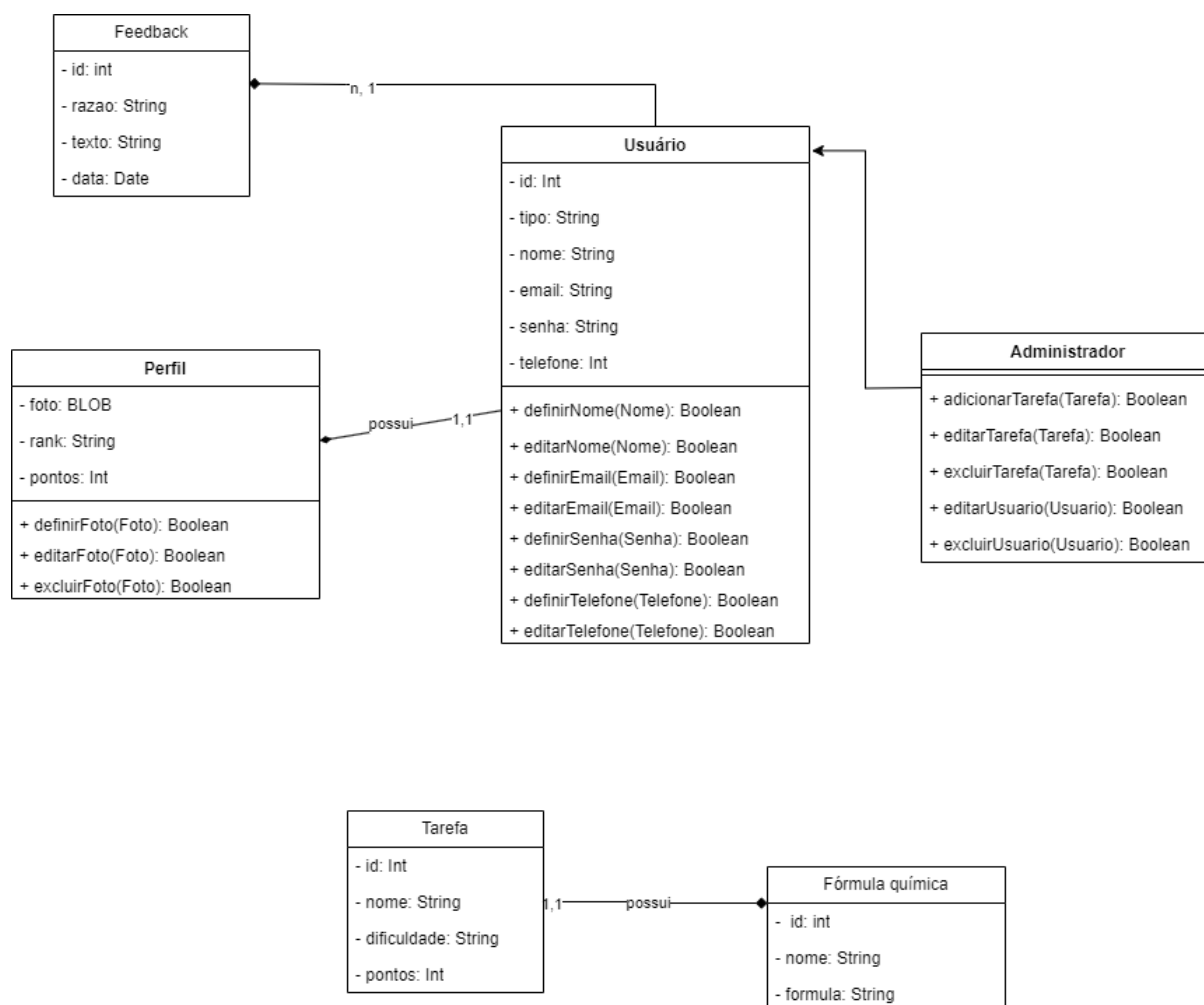 Feedback
- id: int
- razao: String
- texto: String
- data: Date
n, 1
Usuário
- id: Int
- tipo: String
- nome: String
- email: String
- senha: String
- telefone: Int
+ definirNome(Nome): Boolean
+ editarNome(Nome): Boolean
+ definirEmail(Email): Boolean
+ editarEmail(Email): Boolean
+ definirSenha(Senha): Boolean
+ editarSenha(Senha): Boolean
+ definirTelefone(Telefone): Boolean
+ editarTelefone(Telefone): Boolean
Perfil
- foto: BLOB
- rank: String
- pontos: Int
+ definirFoto(Foto): Boolean
+ editarFoto(Foto): Boolean
+ excluirFoto(Foto): Boolean
possui
1,1
Administrador
+ adicionarTarefa(Tarefa): Boolean
+ editarTarefa(Tarefa): Boolean
+ excluirTarefa(Tarefa): Boolean
+ editarUsuario(Usuario): Boolean
+ excluirUsuario(Usuario): Boolean
Tarefa
- id: Int
- nome: String
- dificuldade: String
- pontos: Int
1,1
possui
Fórmula química
- id: int
- nome: String
- formula: String